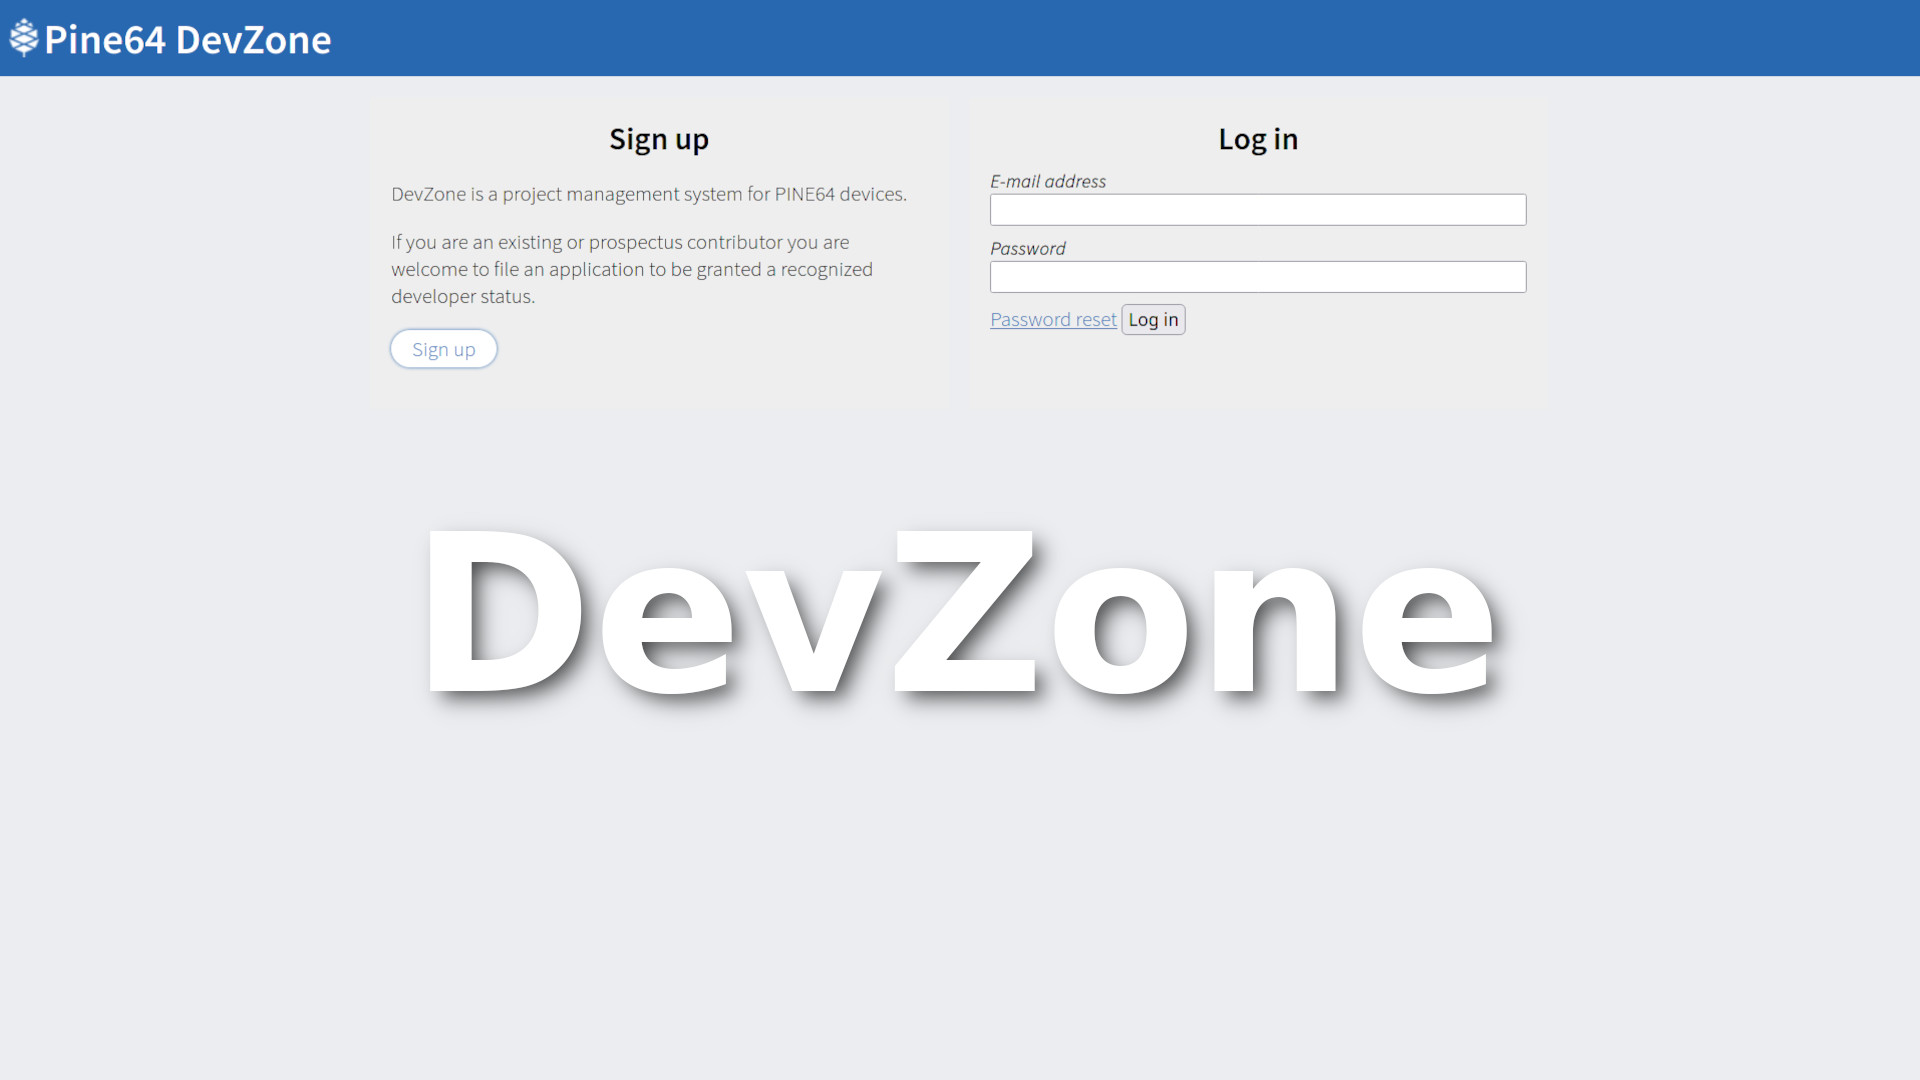 Pine64 DevZone
Sign up
DevZone is a project management system for PINE64 devices.
If you are an existing or prospectus contributor you are
welcome to file an application to be granted a recognized
developer status.
Sign up
Log in
E-mail address
Password
Password reset Log in
DevZone